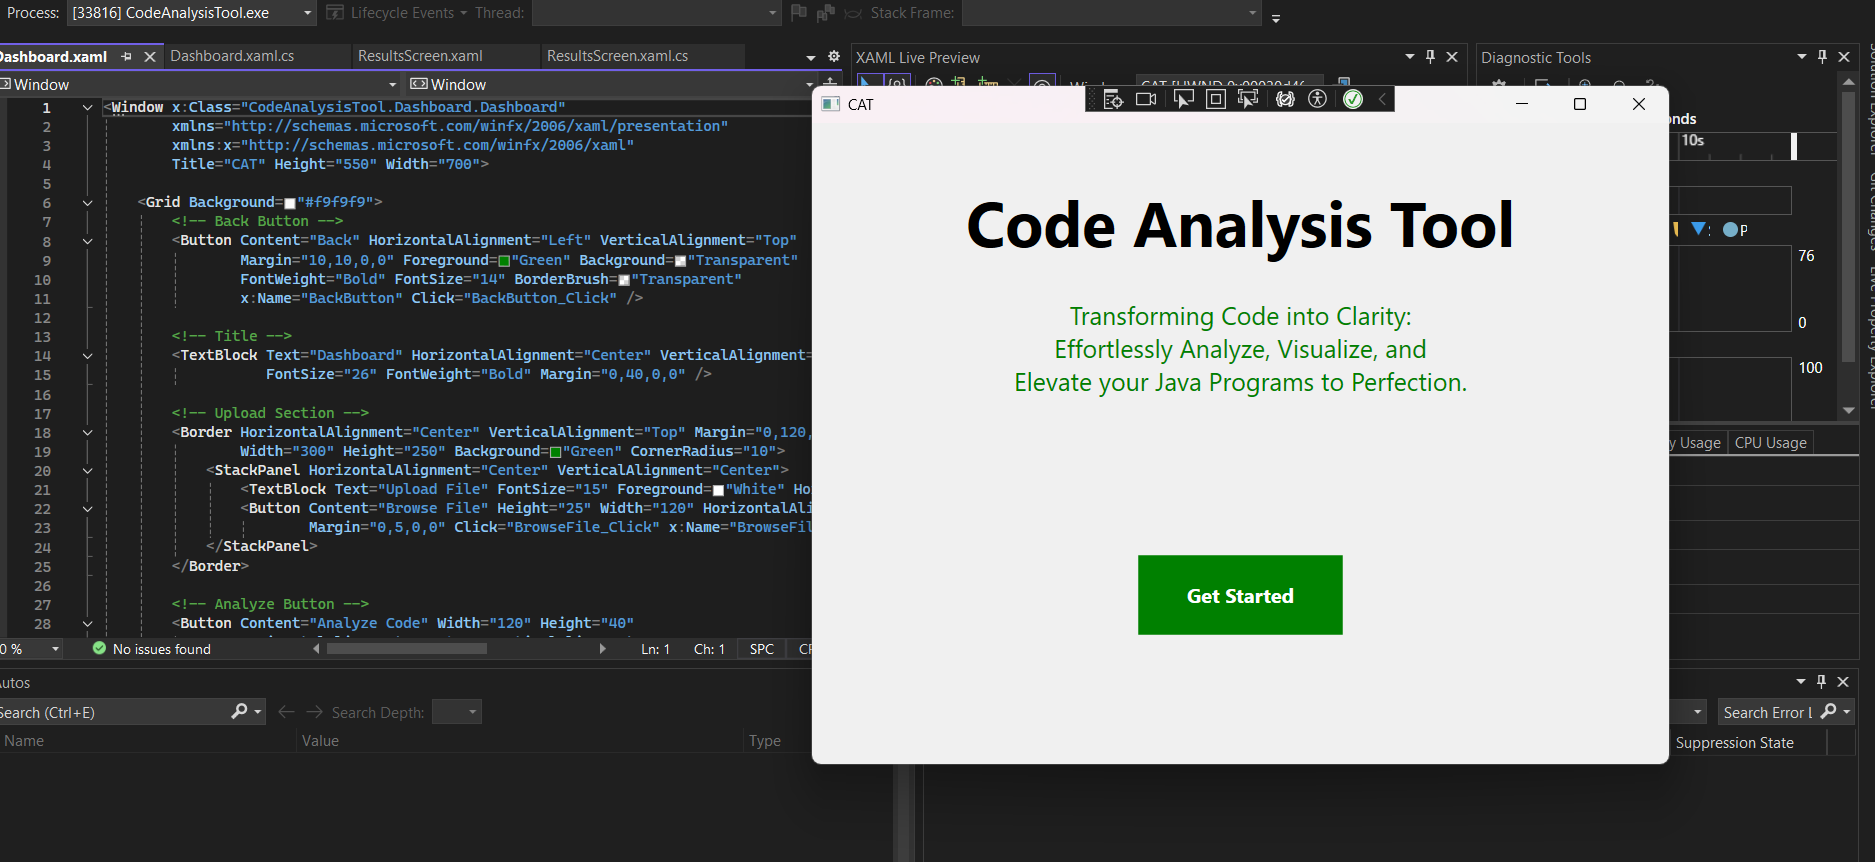 Process: [33816] CodeAnalysisTool.exe Lifecycle Events Thread: Stack Frame:
Dashboard.xaml Dashboard.xaml.cs ResultsScreen.xaml ResultsScreen.xaml.cs
Window Window
1 <Window x:Class="CodeAnalysisTool.Dashboard.Dashboard"
2 xmlns="http://schemas.microsoft.com/winfx/2006/xaml/presentation"
3 xmlns:x="http://schemas.microsoft.com/winfx/2006/xaml"
4 Title="CAT" Height="550" Width="700">
5
6 <Grid Background="#f9f9f9">
7 <!-- Back Button -->
8 <Button Content="Back" HorizontalAlignment="Left" VerticalAlignment="Top"
9 Margin="10,10,0,0" Foreground="Green" Background="Transparent"
10 FontWeight="Bold" FontSize="14" BorderBrush="Transparent"
11 x:Name="BackButton" Click="BackButton_Click" />
12
13 <!-- Title -->
14 <TextBlock Text="Dashboard" HorizontalAlignment="Center" VerticalAlignment=
15 FontSize="26" FontWeight="Bold" Margin="0,40,0,0" />
16
17 <!-- Upload Section -->
18 <Border HorizontalAlignment="Center" VerticalAlignment="Top" Margin="0,120,
19 Width="300" Height="250" Background="Green" CornerRadius="10">
20 <StackPanel HorizontalAlignment="Center" VerticalAlignment="Center">
21 <TextBlock Text="Upload File" FontSize="15" Foreground="White" Ho
22 <Button Content="Browse File" Height="25" Width="120" HorizontalAli
23 Margin="0,5,0,0" Click="BrowseFile_Click" x:Name="BrowseFil
24 </StackPanel>
25 </Border>
26
27 <!-- Analyze Button -->
28 <Button Content="Analyze Code" Width="120" Height="40"
0 % No issues found Ln: 1 Ch: 1 SPC
Autos
Search (Ctrl+E) Search Depth:
Name Value Type
XAML Live Preview
CAT
Code Analysis Tool
Transforming Code into Clarity:
Effortlessly Analyze, Visualize, and
Elevate your Java Programs to Perfection.
Get Started
Diagnostic Tools
onds
10s
P
76
0
100
y Usage CPU Usage
Search Error L
Suppression State
Solution Explorer
Git Changes
Live Property Explorer